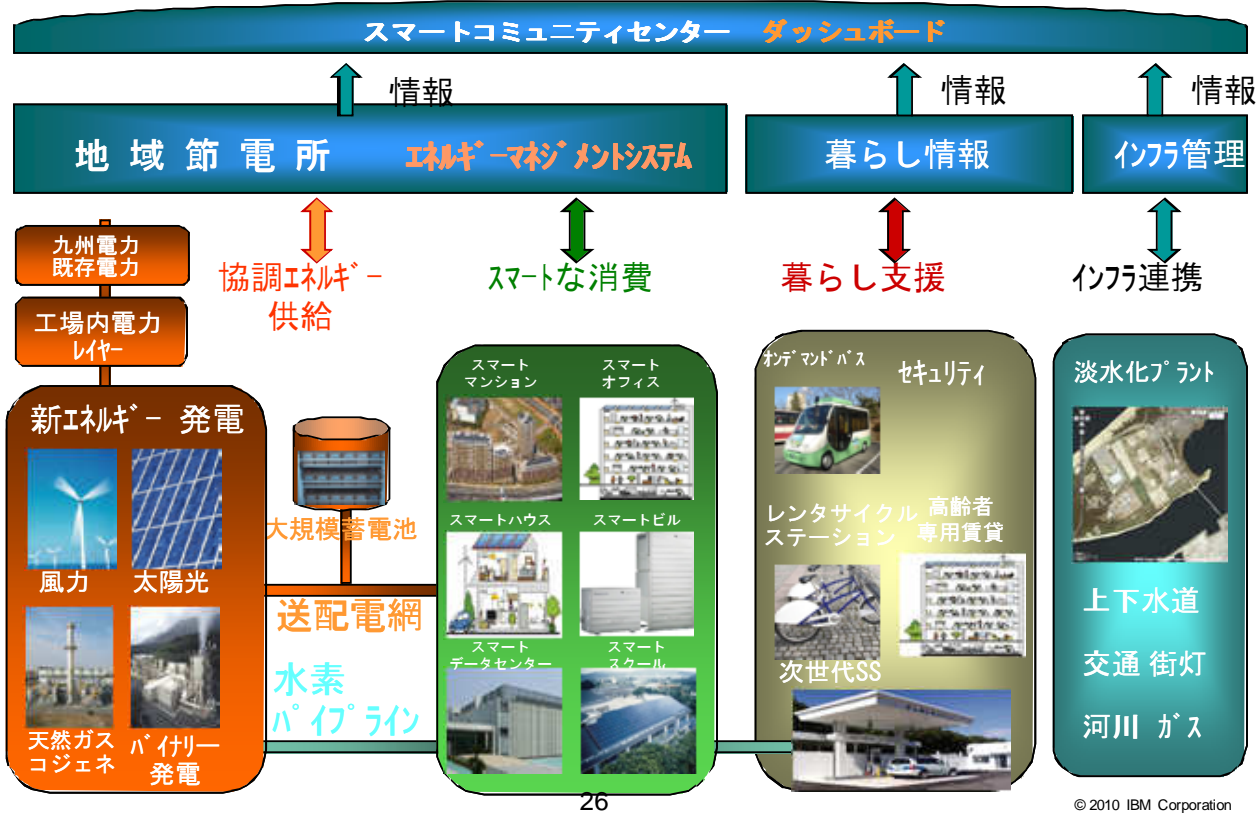 スマートコミュニティセンター ダッシュボード
情報
情報
情報
地域節電所 エネルギーマネジメントシステム
暮らし情報
インフラ管理
九州電力
既存電力
工場内電力
レイヤー
協調エネルギー
供給
スマートな消費
暮らし支援
インフラ連携
新エネルギー 発電
風力
太陽光
天然ガス
コジェネ
バイナリー
発電
大規模蓄電池
送配電網
水素
パイプライン
スマート
マンション
スマート
オフィス
スマートハウス
スマートビル
スマート
データセンター
スマート
スクール
オンデマンドバス
セキュリティ
レンタサイクル
ステーション
高齢者
専用賃貸
次世代SS
淡水化プラント
上下水道
交通 街灯
河川 ガス
26
© 2010 IBM Corporation